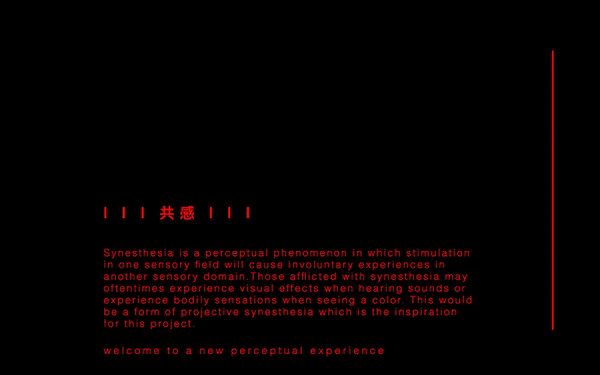 | | | 共感 | | |
Synesthesia is a perceptual phenomenon in which stimulation
in one sensory field will cause involuntary experiences in
another sensory domain.Those afflicted with synesthesia may
oftentimes experience visual effects when hearing sounds or
experience bodily sensations when seeing a color. This would
be a form of projective synesthesia which is the inspiration
for this project.
welcome to a new perceptual experience